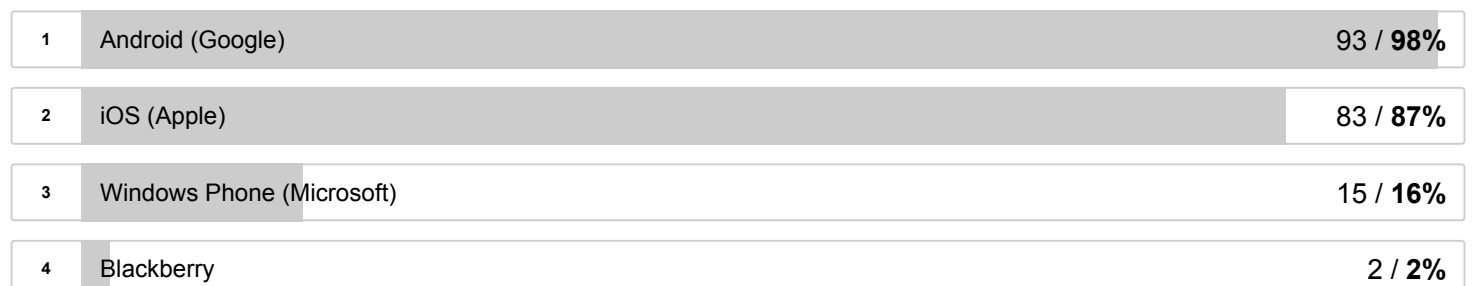 1 Android (Google) 93 / 98%
2 iOS (Apple) 83 / 87%
3 Windows Phone (Microsoft) 15 / 16%
4 Blackberry 2 / 2%